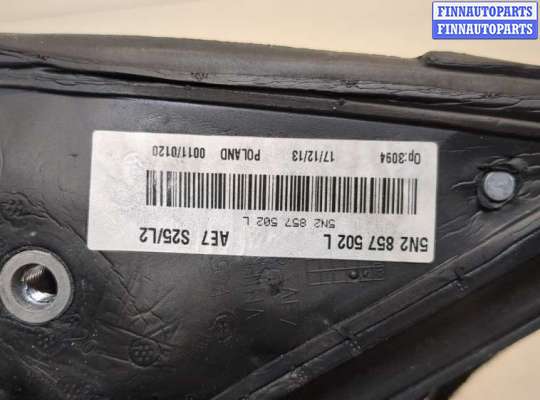 FINNAUTOPARTS
FINNAUTOPARTS
FINNAUTOPARTS
5N2 857 502 L AE7 S25/L2
5N2 857 502 L
Op:3094 17/12/13 POLAND 0011/0120